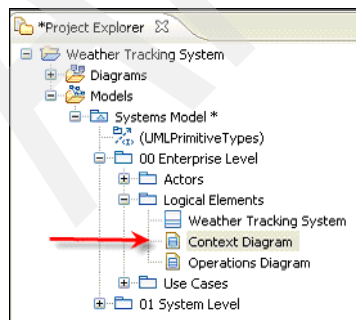 *Project Explorer
Weather Tracking System
Diagrams
Models
Systems Model *
(UMLPrimitiveTypes)
00 Enterprise Level
Actors
Logical Elements
Weather Tracking System
Context Diagram
Operations Diagram
Use Cases
01 System Level